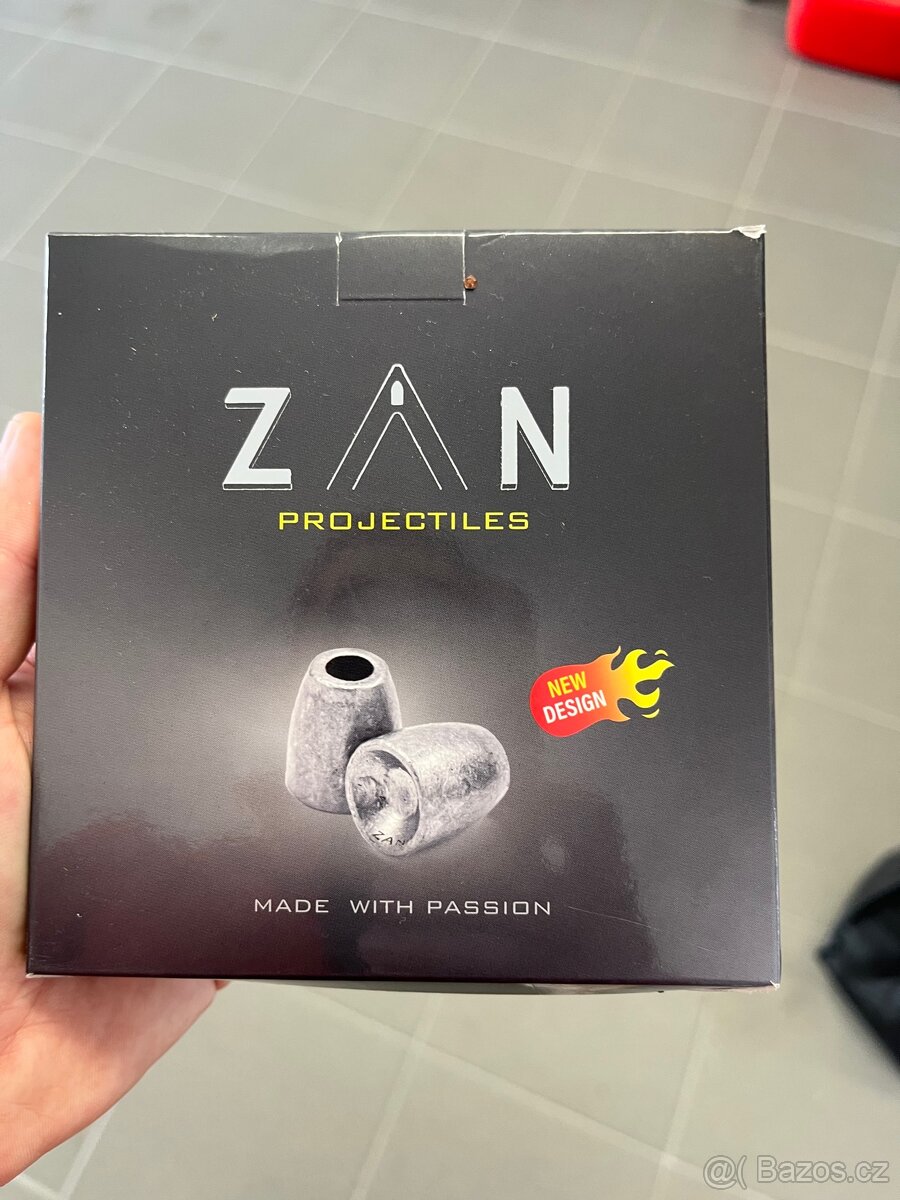 ZAN
PROJECTILES
NEW
DESIGN
ZAN
MADE WITH PASSION
@( Bazos.cz